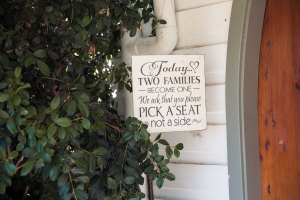 Today...
TWO FAMILIES
BECOME ONE
We ask that you please
PICK A SEAT
not a side